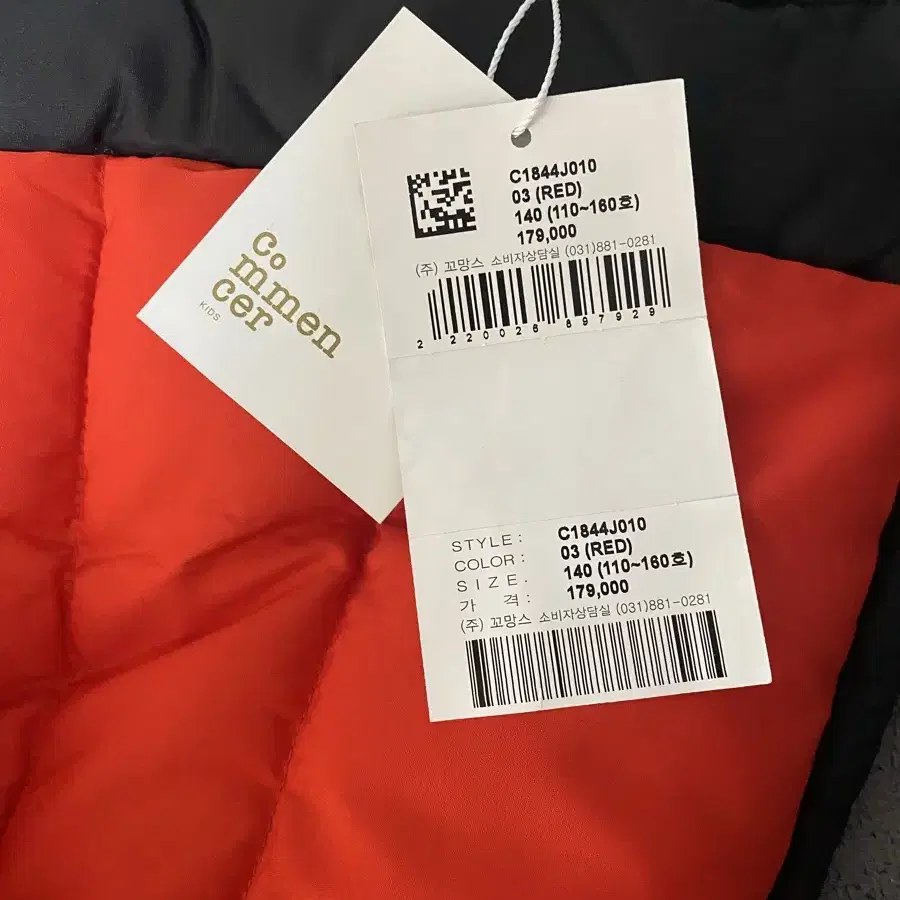 Co
mmmen
cer
KIDS
C1844J010
03 (RED)
140 (110~160호)
179,000
(주) 꼬망스 소비자상담실 (031)881-0281
2 220026 897929
STYLE: C1844J010
COLOR: 03 (RED)
SIZE. 140 (110~160호)
가 격: 179,000
(주) 꼬망스 소비자상담실 (031)881-0281